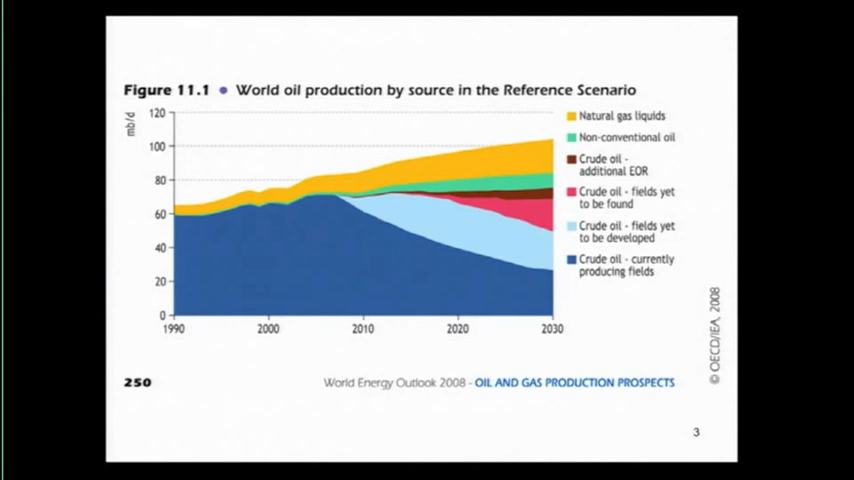 Figure 11.1 ● World oil production by source in the Reference Scenario
mb/d
120
100
80
60
40
20
0
1990
2000
2010
2020
2030
Natural gas liquids
Non-conventional oil
Crude oil -
additional EOR
Crude oil - fields yet
to be found
Crude oil - fields yet
to be developed
Crude oil - currently
producing fields
© OECD/IEA, 2008
250
World Energy Outlook 2008 - OIL AND GAS PRODUCTION PROSPECTS
3